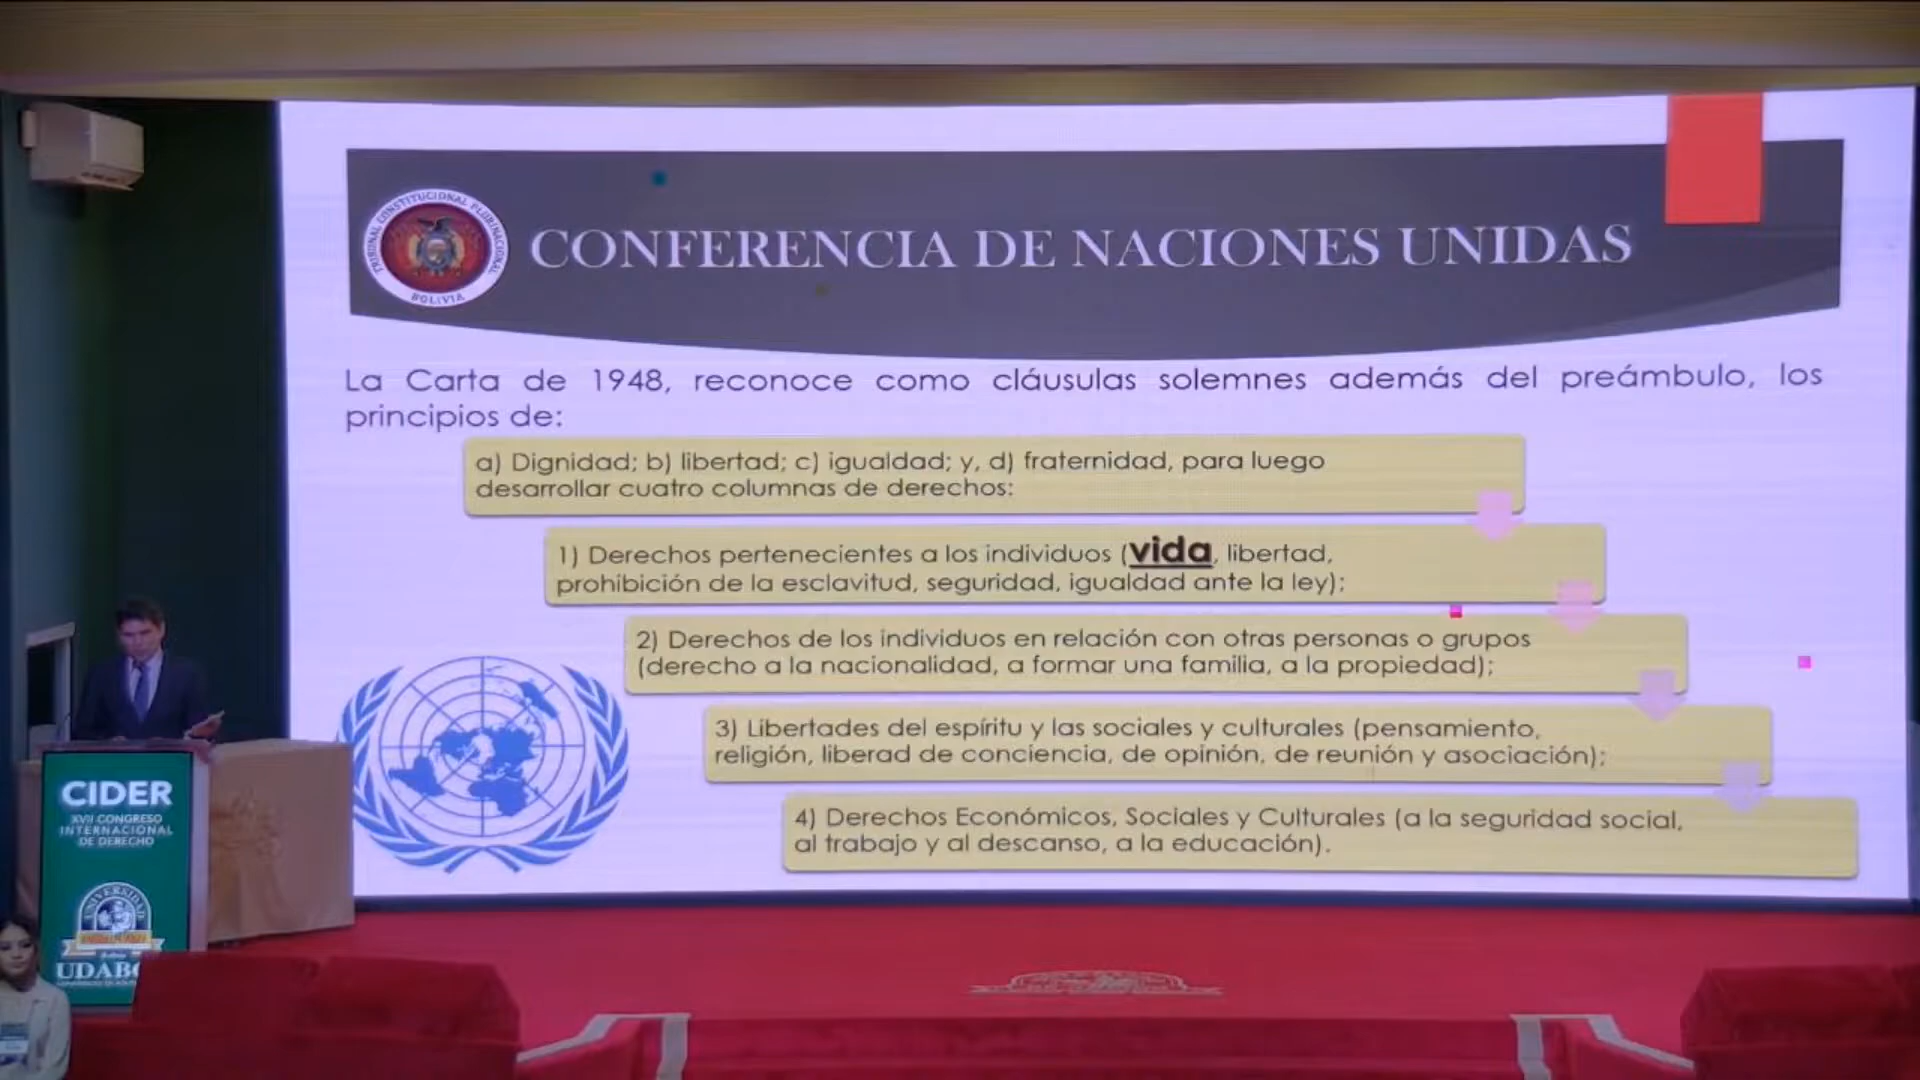 TRIBUNAL CONSTITUCIONAL PLURINACIONAL
BOLIVIA
CONFERENCIA DE NACIONES UNIDAS
La Carta de 1948, reconoce como cláusulas solemnes además del preámbulo, los
principios de:
a) Dignidad; b) libertad; c) igualdad; y, d) fraternidad, para luego
desarrollar cuatro columnas de derechos:
1) Derechos pertenecientes a los individuos (vida, libertad,
prohibición de la esclavitud, seguridad, igualdad ante la ley);
2) Derechos de los individuos en relación con otras personas o grupos
(derecho a la nacionalidad, a formar una familia, a la propiedad);
3) Libertades del espíritu y las sociales y culturales (pensamiento,
religión, liberad de conciencia, de opinión, de reunión y asociación);
4) Derechos Económicos, Sociales y Culturales (a la seguridad social,
al trabajo y al descanso, a la educación).
CIDER
XVII CONGRESO
INTERNACIONAL
DE DERECHO
UNIVERSIDAD
UDABO